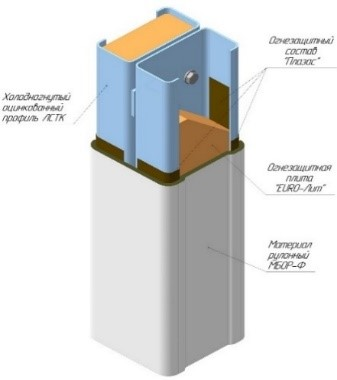 Огнезащитный
состав
"Плазас"
Холодногнутый
оцинкованный
профиль ЛСТК
Огнезащитная
плита
"EURO-Лит"
Материал
рулонный
МБОР-Ф